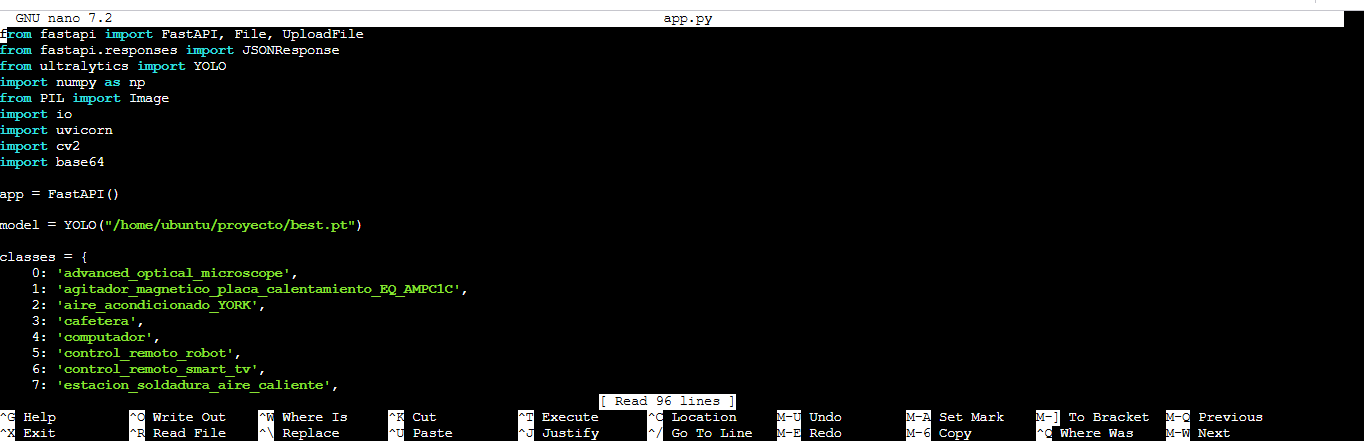 GNU nano 7.2 app.py
from fastapi import FastAPI, File, UploadFile
from fastapi.responses import JSONResponse
from ultralytics import YOLO
import numpy as np
from PIL import Image
import io
import uvicorn
import cv2
import base64
app = FastAPI()
model = YOLO("/home/ubuntu/proyecto/best.pt")
classes = {
0: 'advanced_optical_microscope',
1: 'agitador_magnetico_placa_calentamiento_EQ_AMPC1C',
2: 'aire_acondicionado_YORK',
3: 'cafetera',
4: 'computador',
5: 'control_remoto_robot',
6: 'control_remoto_smart_tv',
7: 'estacion_soldadura_aire_caliente',
[ Read 96 lines ]
^G Help ^O Write Out ^W Where Is ^K Cut ^T Execute ^C Location M-U Undo M-A Set Mark M-] To Bracket M-Q Previous
^X Exit ^R Read File ^\ Replace ^U Paste ^J Justify ^/ Go To Line M-E Redo M-6 Copy ^Q Where Was M-W Next